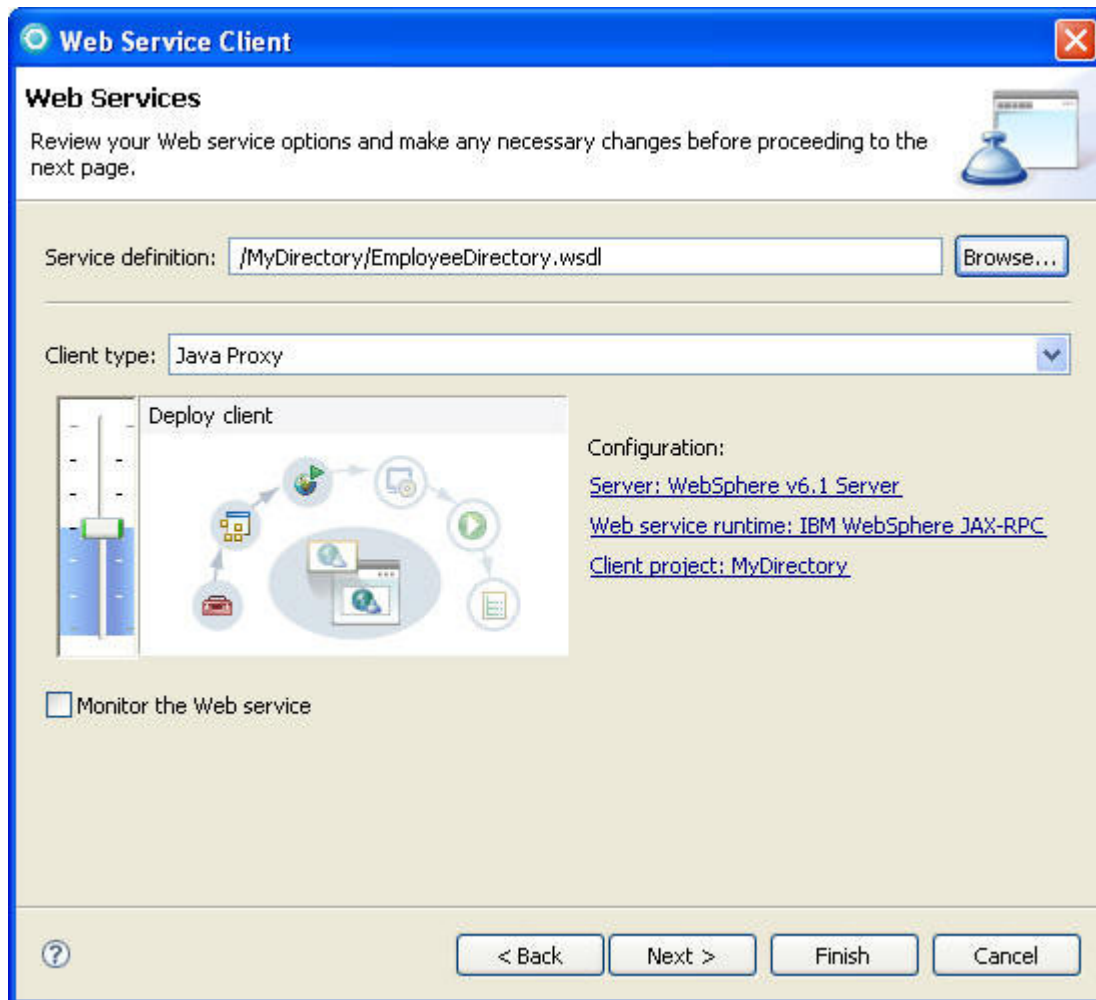 Web Service Client
Web Services
Review your Web service options and make any necessary changes before proceeding to the
next page.
Service definition: /MyDirectory/EmployeeDirectory.wsdl Browse...
Client type: Java Proxy
Deploy client
Configuration:
Server: WebSphere v6.1 Server
Web service runtime: IBM WebSphere JAX-RPC
Client project: MyDirectory
Monitor the Web service
? < Back Next > Finish Cancel